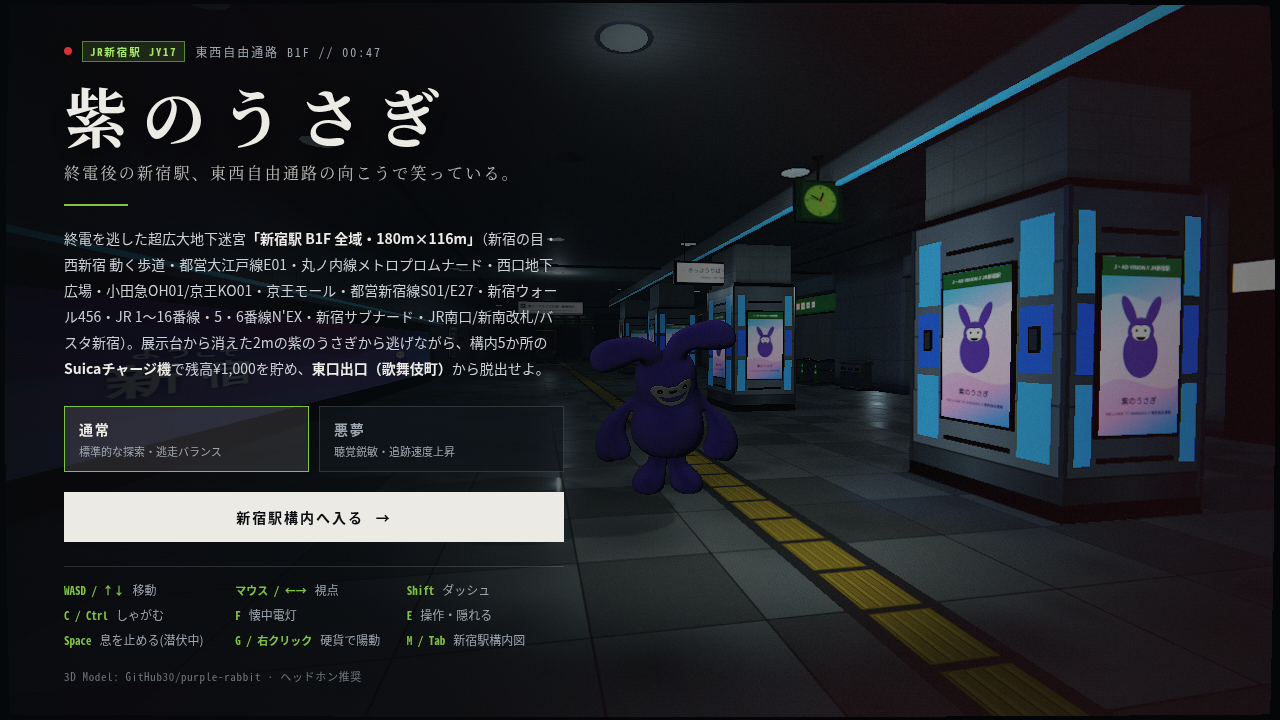 JR新宿駅 JY17 東西自由通路 B1F // 00:47
紫のうさぎ
終電後の新宿駅、東西自由通路の向こうで笑っている。
終電を逃した超広大地下迷宮「新宿駅 B1F 全域・180m×116m」（新宿の目・
西新宿 動く歩道・都営大江戸線E01・丸ノ内線メトロプロムナード・西口地下
広場・小田急OH01/京王KO01・京王モール・都営新宿線S01/E27・新宿ウォー
ル456・JR 1〜16番線・5・6番線N'EX・新宿サブナード・JR南口/新南改札/バ
スタ新宿）。展示台から消えた2mの紫のうさぎから逃げながら、構内5か所の
Suicaチャージ機で残高¥1,000を貯め、東口出口（歌舞伎町）から脱出せよ。
通常
標準的な探索・逃走バランス
悪夢
聴覚鋭敏・追跡速度上昇
新宿駅構内へ入る →
WASD / ↑↓ 移動 マウス / ←→ 視点 Shift ダッシュ
C / Ctrl しゃがむ F 懐中電灯 E 操作・隠れる
Space 息を止める(潜伏中) G / 右クリック 硬貨で陽動 M / Tab 新宿駅構内図
3D Model: GitHub30/purple-rabbit · ヘッドホン推奨
新宿
紫のうさぎ
紫のうさぎ